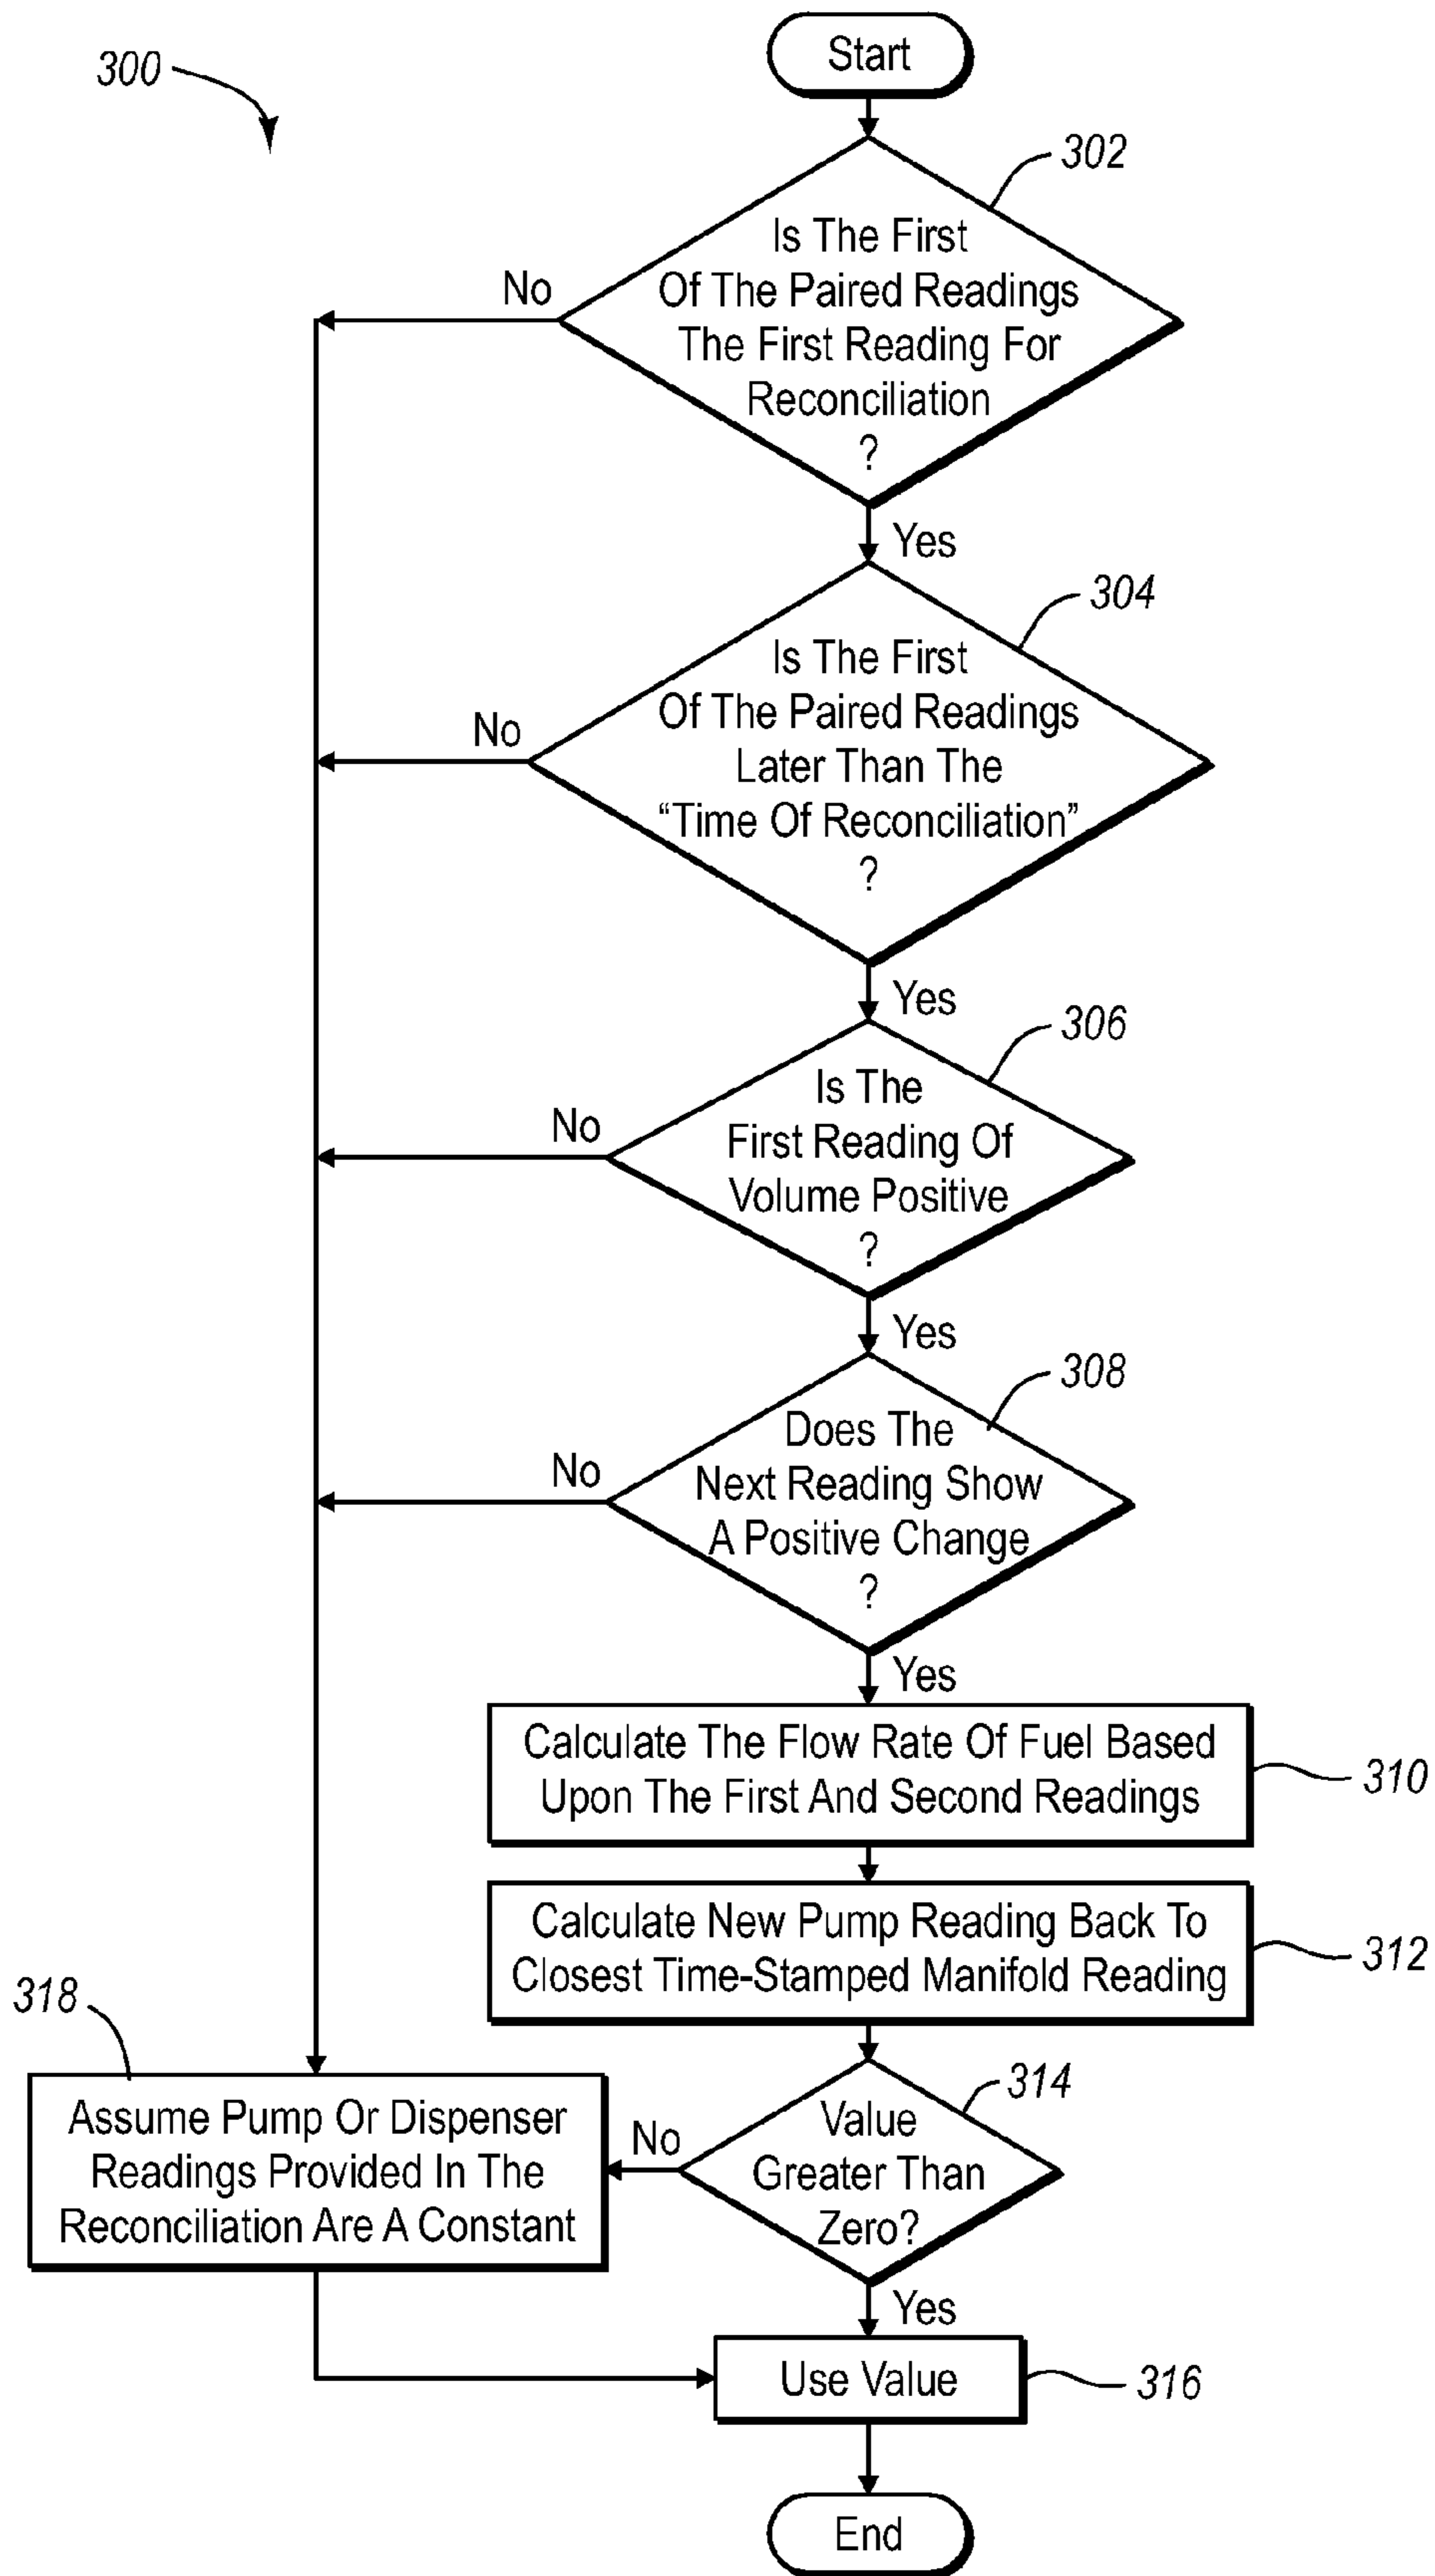 Start
300
302
Is The First
Of The Paired Readings
The First Reading For
Reconciliation
?
No
Yes
304
Is The First
Of The Paired Readings
Later Than The
“Time Of Reconciliation”
?
No
Yes
306
Is The
First Reading Of
Volume Positive
?
No
Yes
308
Does The
Next Reading Show
A Positive Change
?
No
Yes
Calculate The Flow Rate Of Fuel Based
Upon The First And Second Readings
310
Calculate New Pump Reading Back To
Closest Time-Stamped Manifold Reading
312
318
Assume Pump Or Dispenser
Readings Provided In The
Reconciliation Are A Constant
314
Value
Greater Than
Zero?
No
Yes
Use Value
316
End